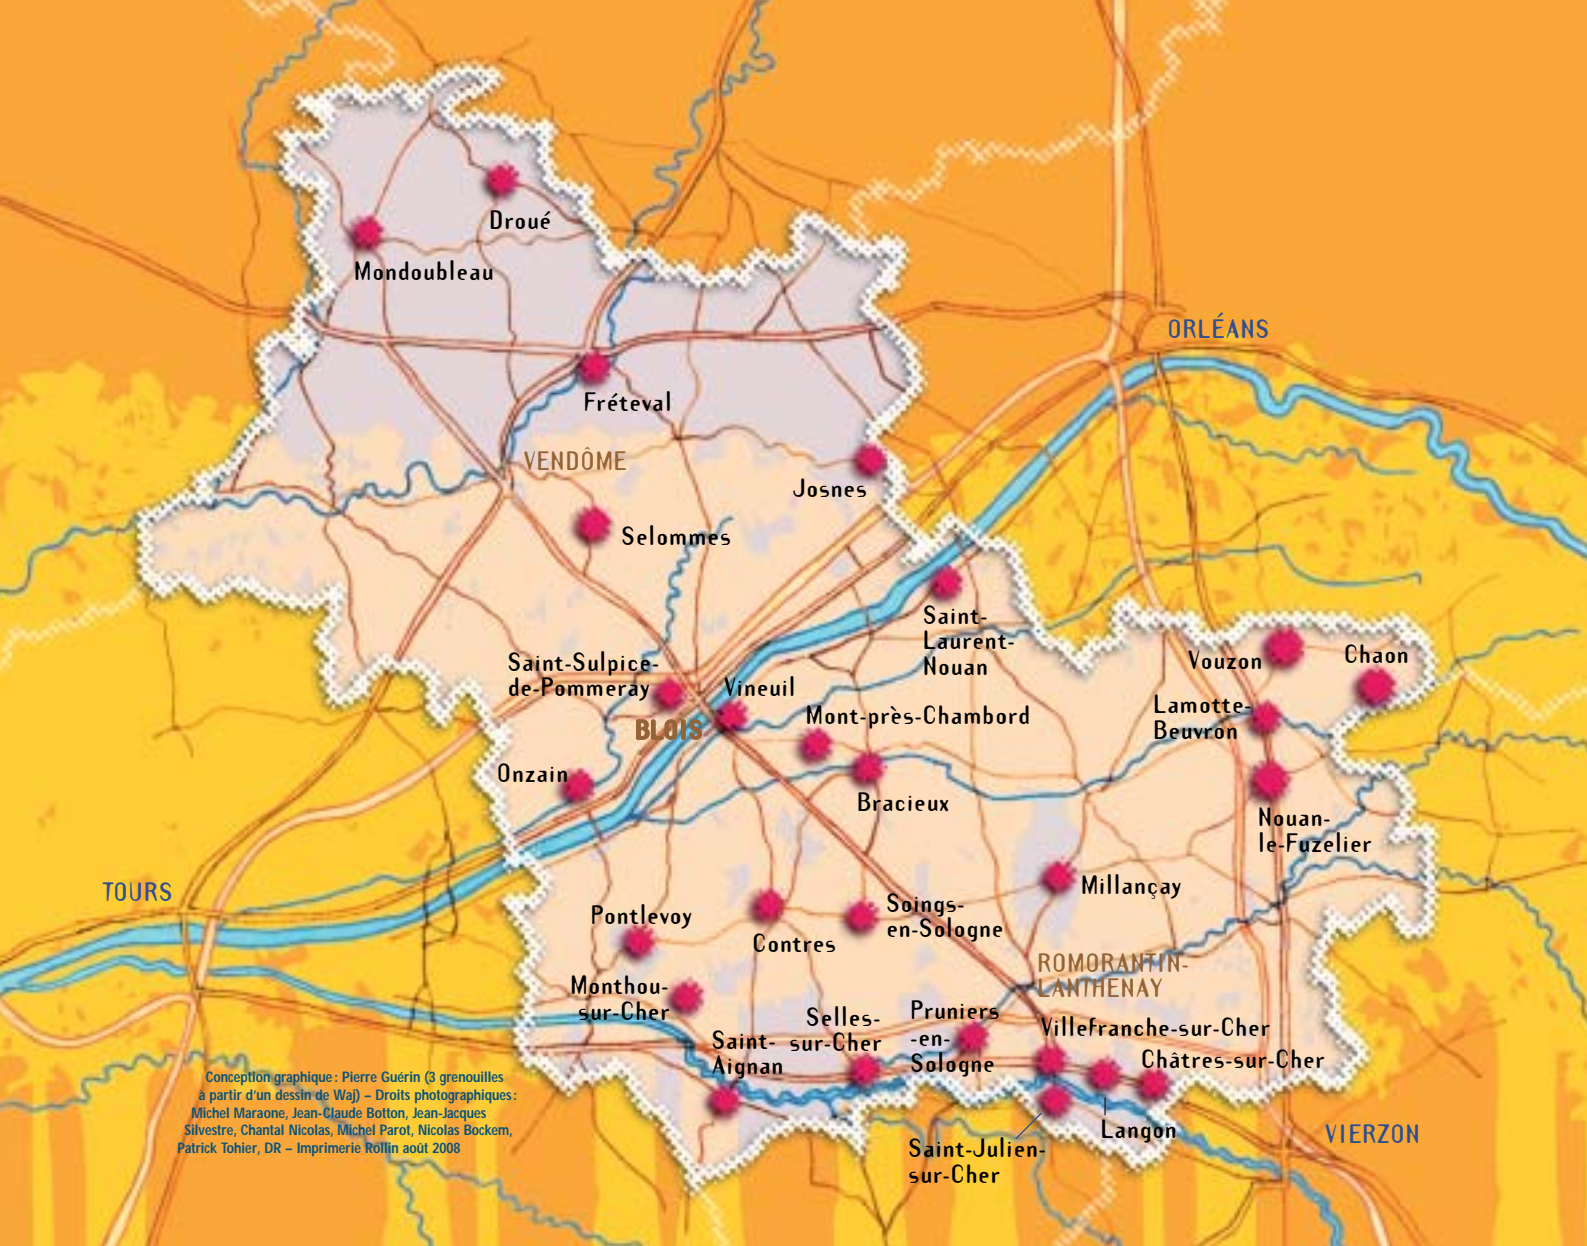 Droué
Mondoubleau
ORLÉANS
Fréteval
VENDÔME
Josnes
Selommes
Saint-
Laurent-
Nouan
Saint-Sulpice-
de-Pommeray
Vineuil
BLOIS
Mont-près-Chambord
Vouzon
Chaon
Lamotte-
Beuvron
Onzain
Bracieux
Nouan-
le-Fuzelier
TOURS
Millançay
Pontlevoy
Contres
Soings-
en-Sologne
ROMORANTIN-
LANTHENAY
Monthou-
sur-Cher
Selles-
sur-Cher
Pruniers
-en-
Sologne
Villefranche-sur-Cher
Châtres-sur-Cher
Saint-
Aignan
Langon
Saint-Julien-
sur-Cher
VIERZON
Conception graphique : Pierre Guérin (3 grenouilles
à partir d'un dessin de Waj) – Droits photographiques :
Michel Maraone, Jean-Claude Botton, Jean-Jacques
Silvestre, Chantal Nicolas, Michel Parot, Nicolas Bockem,
Patrick Tohier, DR – Imprimerie Rollin août 2008